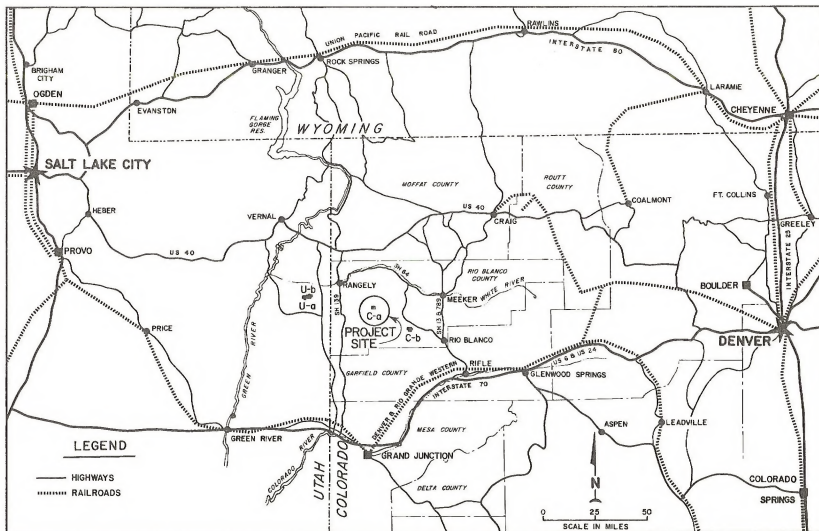 RAWLINS
UNION PACIFIC RAIL ROAD
INTERSTATE 80
BRIGHAM
CITY
OGDEN
GRANGER
ROCK SPRINGS
EVANSTON
LARAMIE
CHEYENNE
FLAMING
GORGE
RES.
WYOMING
SALT LAKE CITY
MOFFAT COUNTY
ROUTT
COUNTY
COALMONT
FT. COLLINS
GREELEY
HEBER
VERNAL
US 40
CRAIG
INTERSTATE 25
PROVO
US 40
U-b
U-a
RANGELY
SH 64
RIO BLANCO
COUNTY
MEEKER
WHITE RIVER
BOULDER
SH 139
C-a
PROJECT
SITE
C-b
SH 13 & 789
RIO BLANCO
DENVER
PRICE
GREEN RIVER
GARFIELD COUNTY
DENVER & RIO GRANDE WESTERN
RIFLE
INTERSTATE 70
US 6 & US 24
GLENWOOD SPRINGS
LEGEND
HIGHWAYS
RAILROADS
GREEN RIVER
COLORADO RIVER
UTAH
COLORADO
GRAND JUNCTION
MESA COUNTY
DELTA COUNTY
ASPEN
LEADVILLE
COLORADO
SPRINGS
N
0 25 50
SCALE IN MILES